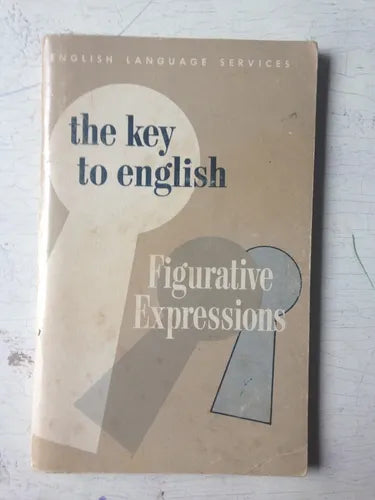 ENGLISH LANGUAGE SERVICES
the key
to english
Figurative
Expressions